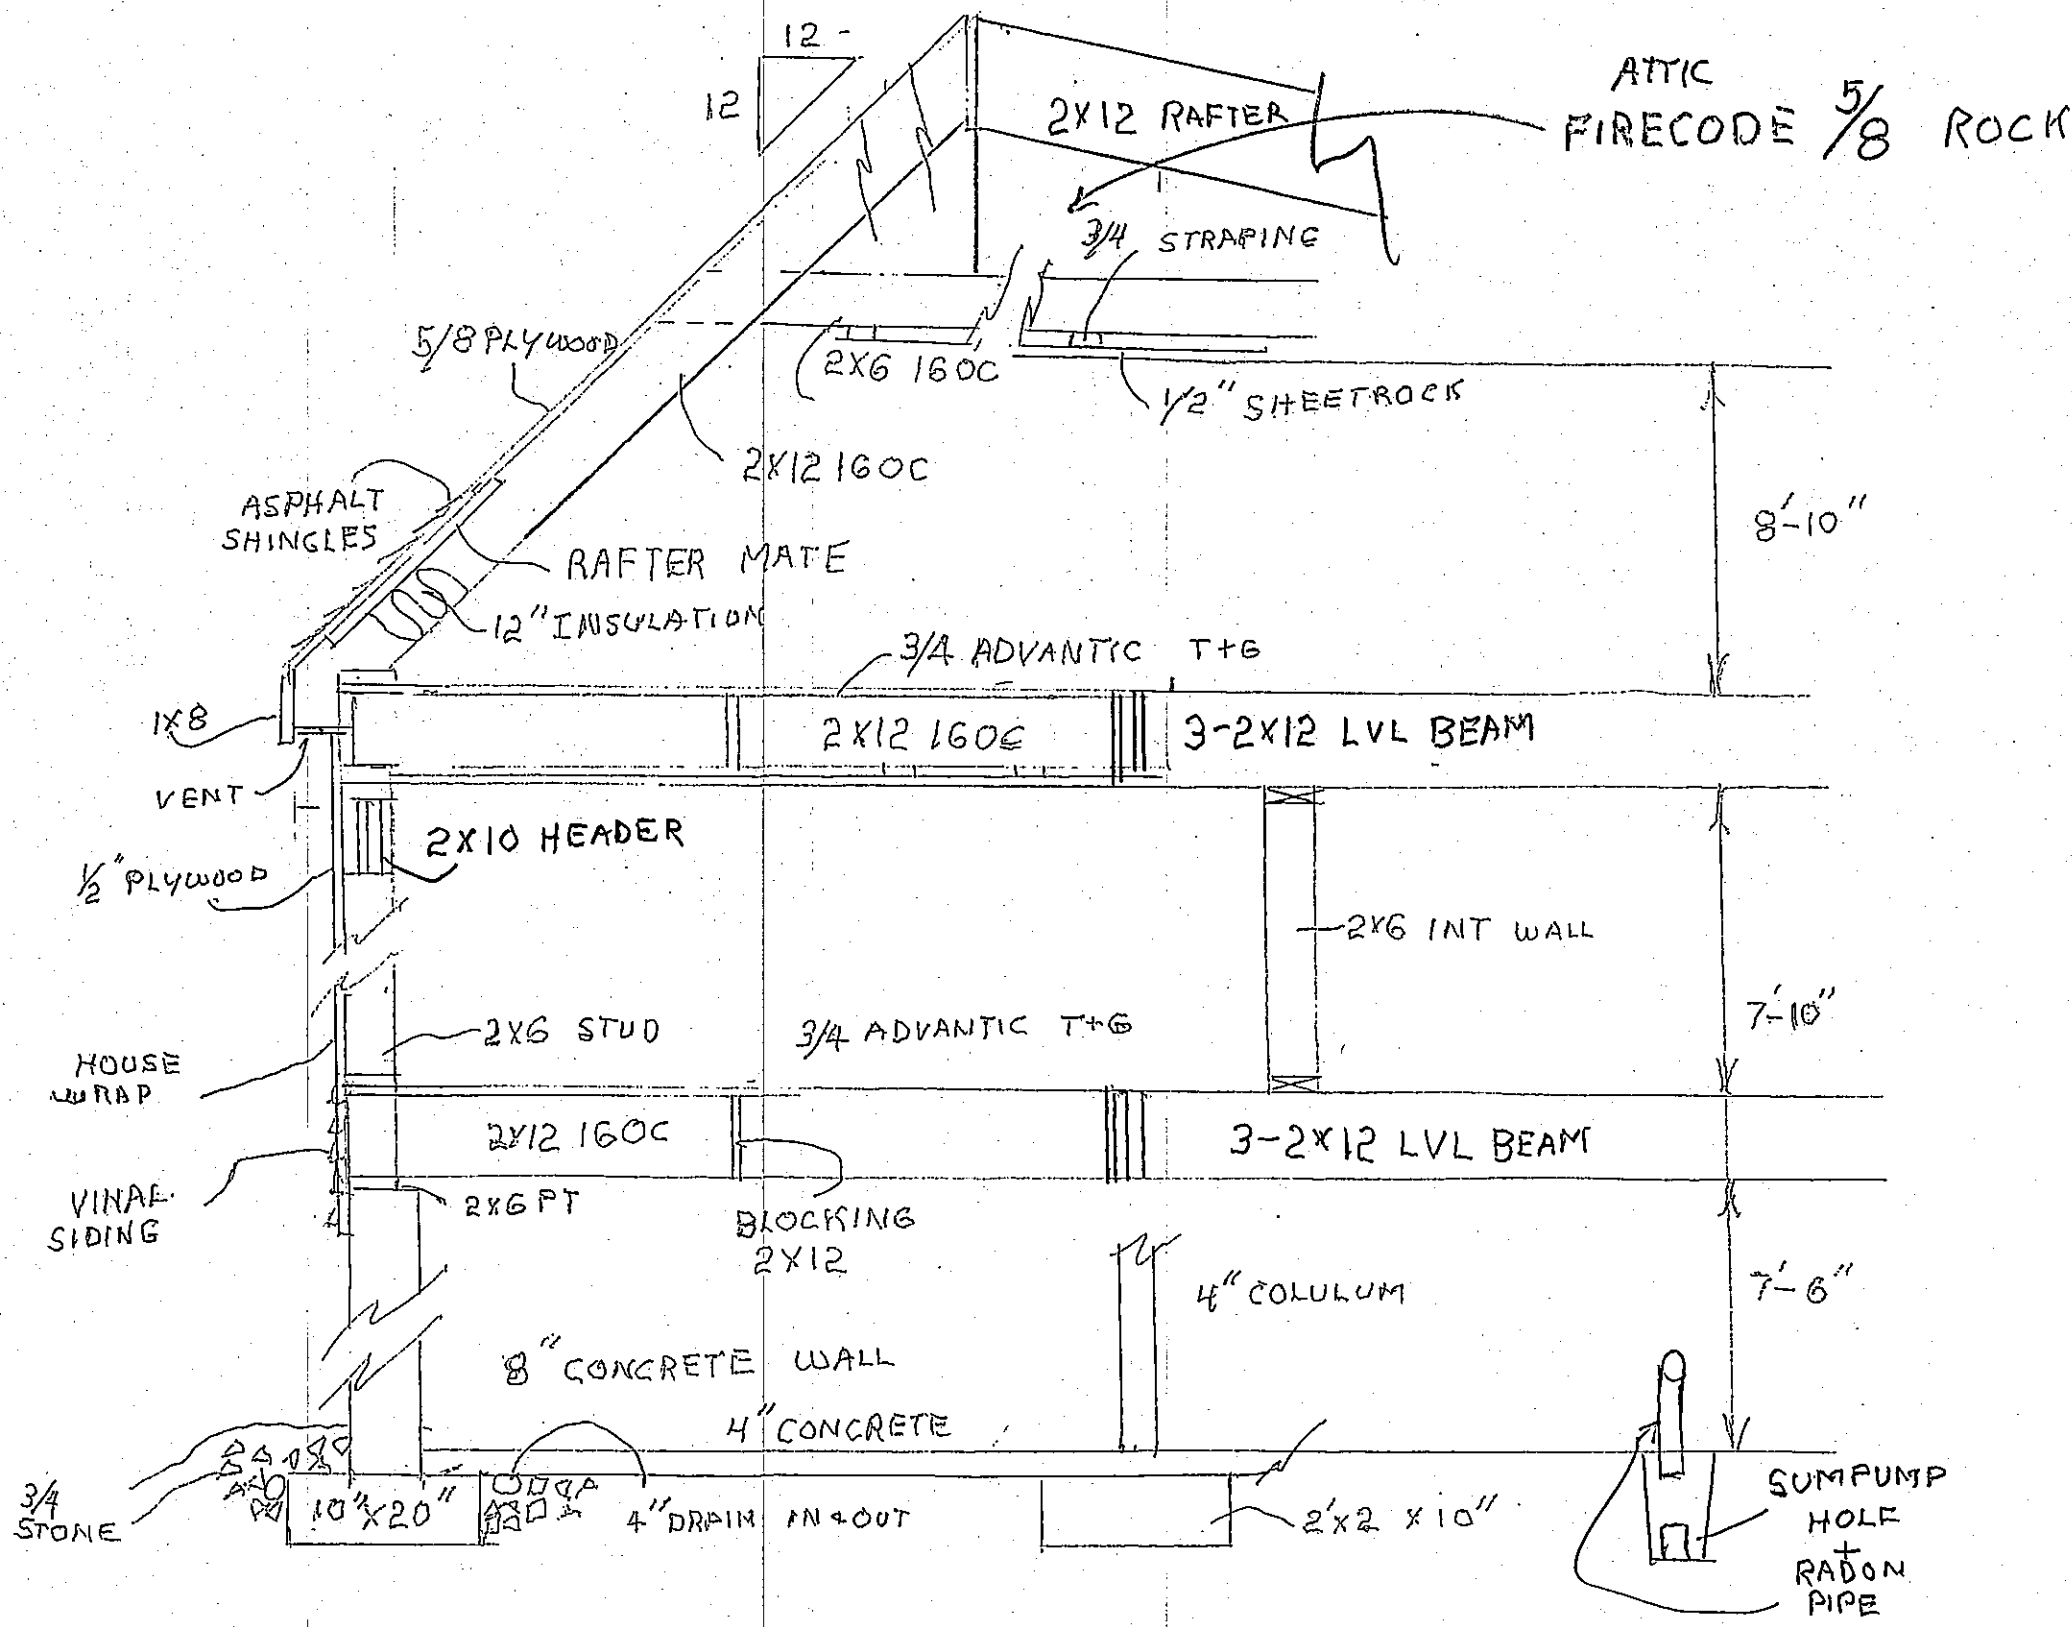 12 -
12
ATTIC
FIRECODE 5/8 ROCK
2X12 RAFTER
3/4 STRAPING
5/8 PLYWOOD
2X6 16OC
1/2" SHEETROCK
2X12 16OC
ASPHALT
SHINGLES
8'-10"
RAFTER MATE
12" INSULATION
3/4 ADVANTIC T+G
1X8
2X12 16OC
3-2X12 LVL BEAM
VENT
2X10 HEADER
1/2" PLYWOOD
2X6 INT WALL
7'-10"
2X6 STUD
3/4 ADVANTIC T+G
HOUSE
WRAP
2X12 16OC
3-2X12 LVL BEAM
VINAL
SIDING
2X6 PT
BLOCKING
2X12
4" COLULUM
7'-6"
8" CONCRETE WALL
4" CONCRETE
3/4
STONE
10"X20"
4" DRAIN IN & OUT
2'X2 X10"
SUMPUMP
HOLE
+
RADON
PIPE